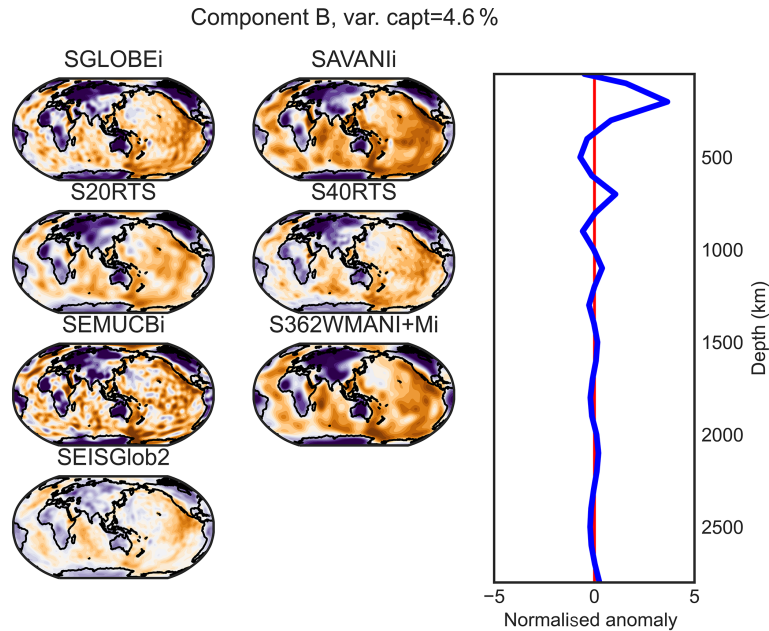 Component B, var. capt=4.6 %
SGLOBEi
SAVANIi
S20RTS
S40RTS
SEMUCBi
S362WMANI+Mi
SEISGlob2
500
1000
1500
2000
2500
Depth (km)
−5
0
5
Normalised anomaly